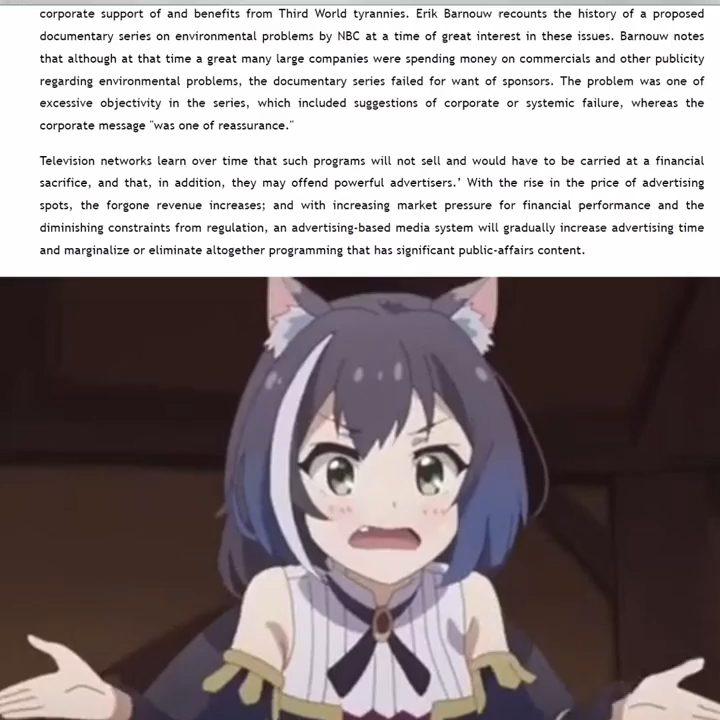 corporate support of and benefits from Third World tyrannies. Erik Barnouw recounts the history of a proposed
documentary series on environmental problems by NBC at a time of great interest in these issues. Barnouw notes
that although at that time a great many large companies were spending money on commercials and other publicity
regarding environmental problems, the documentary series failed for want of sponsors. The problem was one of
excessive objectivity in the series, which included suggestions of corporate or systemic failure, whereas the
corporate message "was one of reassurance."
Television networks learn over time that such programs will not sell and would have to be carried at a financial
sacrifice, and that, in addition, they may offend powerful advertisers.’ With the rise in the price of advertising
spots, the forgone revenue increases; and with increasing market pressure for financial performance and the
diminishing constraints from regulation, an advertising-based media system will gradually increase advertising time
and marginalize or eliminate altogether programming that has significant public-affairs content.